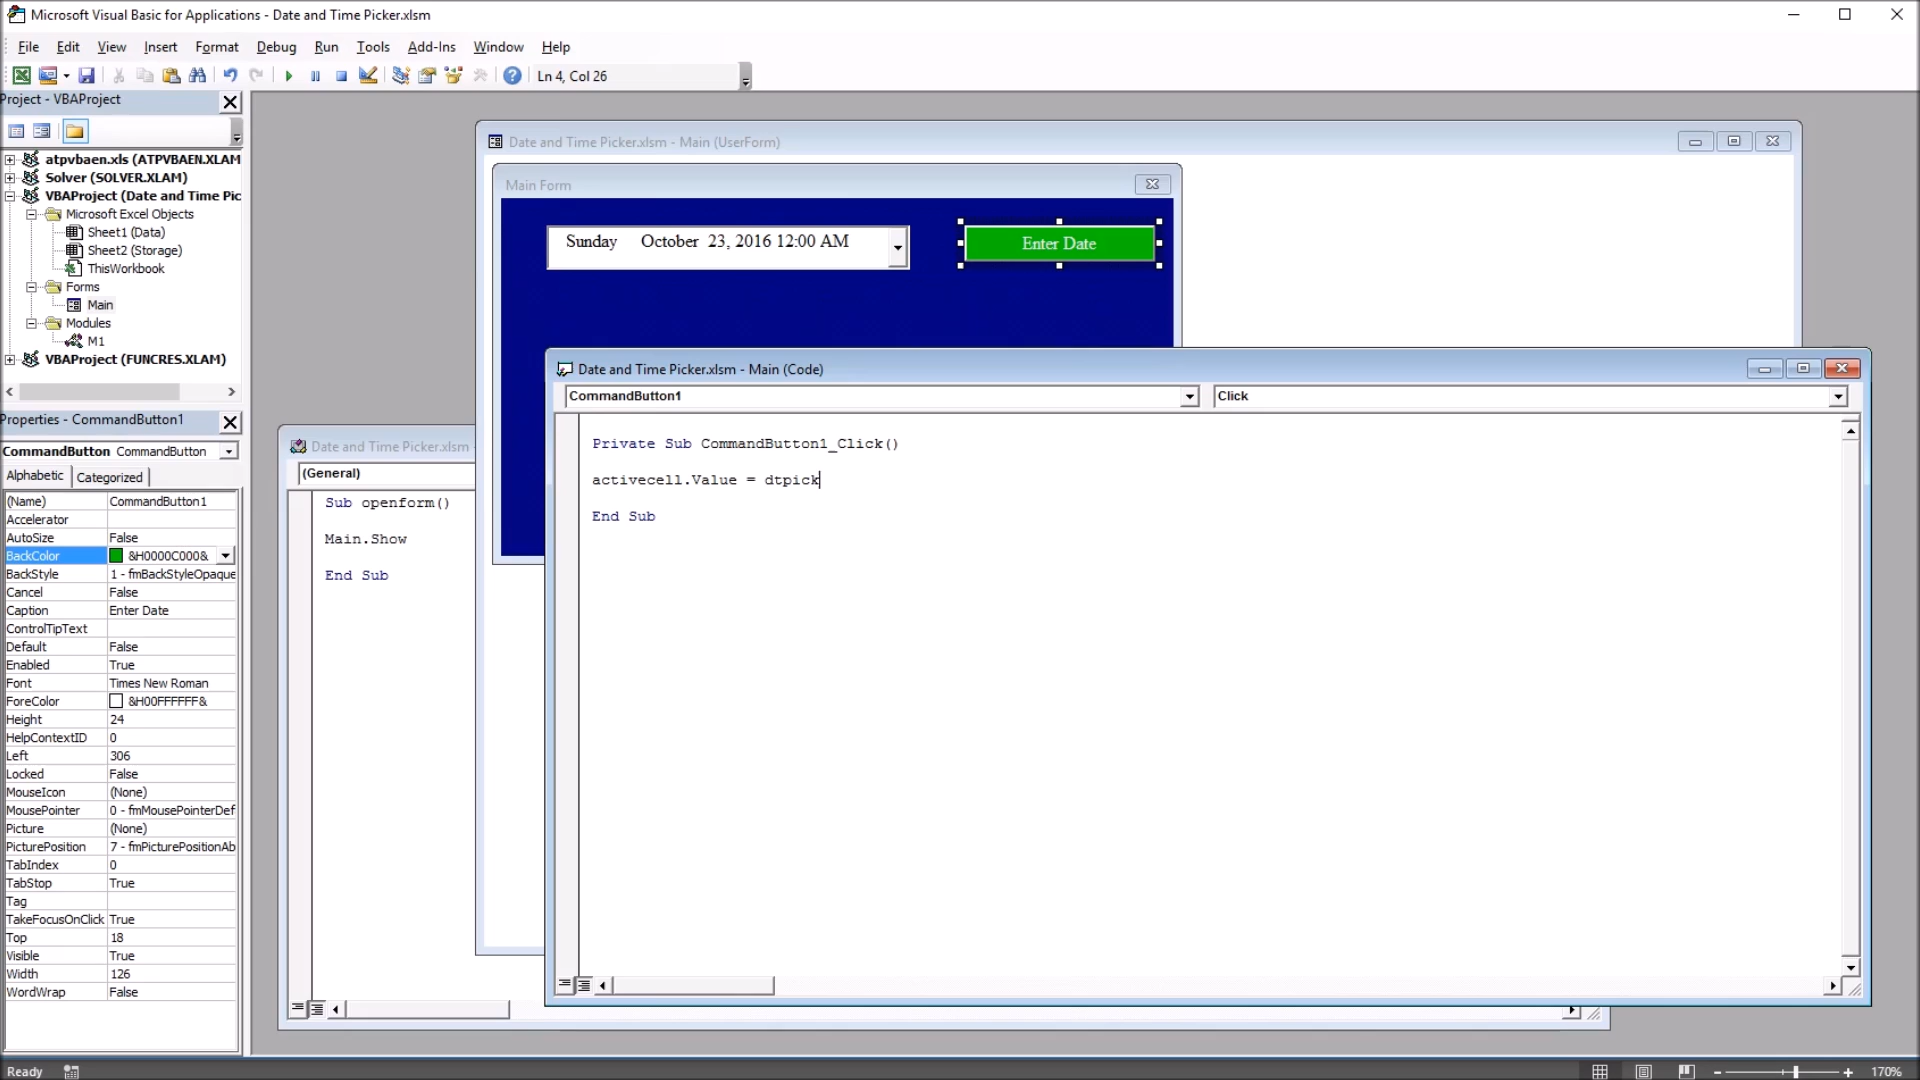 Microsoft Visual Basic for Applications - Date and Time Picker.xlsm
File Edit View Insert Format Debug Run Tools Add-Ins Window Help
Ln 4, Col 26
Project - VBAProject
atpvbaen.xls (ATPVBAEN.XLAM
Solver (SOLVER.XLAM)
VBAProject (Date and Time Pic
Microsoft Excel Objects
Sheet1 (Data)
Sheet2 (Storage)
ThisWorkbook
Forms
Main
Modules
M1
VBAProject (FUNCRES.XLAM)
Properties - CommandButton1
CommandButton CommandButton
Alphabetic Categorized
(Name) CommandButton1
Accelerator
AutoSize False
BackColor &H0000C000&
BackStyle 1 - fmBackStyleOpaque
Cancel False
Caption Enter Date
ControlTipText
Default False
Enabled True
Font Times New Roman
ForeColor &H00FFFFFF&
Height 24
HelpContextID 0
Left 306
Locked False
MouseIcon (None)
MousePointer 0 - fmMousePointerDef
Picture (None)
PicturePosition 7 - fmPicturePositionAb
TabIndex 0
TabStop True
Tag
TakeFocusOnClick True
Top 18
Visible True
Width 126
WordWrap False
Date and Time Picker.xlsm - Main (UserForm)
Main Form
Sunday October 23, 2016 12:00 AM
Enter Date
Date and Time Picker.xlsm -
(General)
Sub openform()
Main.Show
End Sub
Date and Time Picker.xlsm - Main (Code)
CommandButton1 Click
Private Sub CommandButton1_Click()
activecell.Value = dtpick
End Sub
Ready
170%